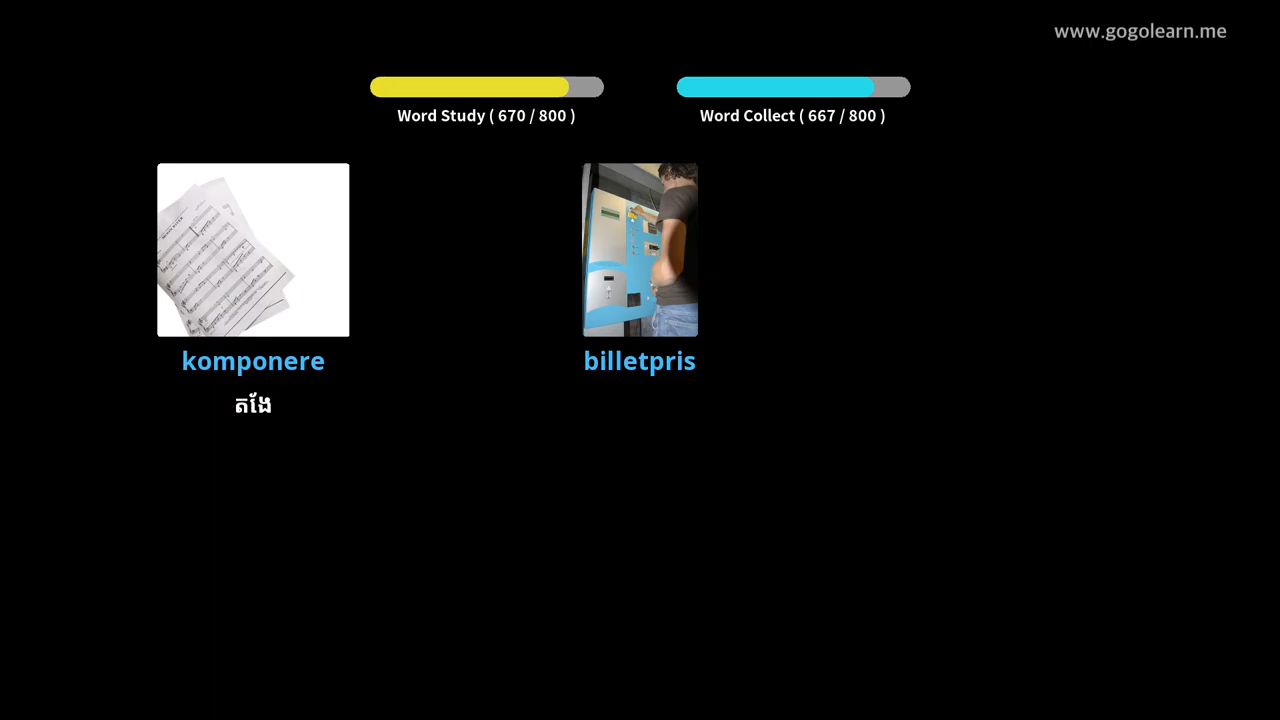 www.gogolearn.me
Word Study ( 670 / 800 )
Word Collect ( 667 / 800 )
komponere
តែង
billetpris